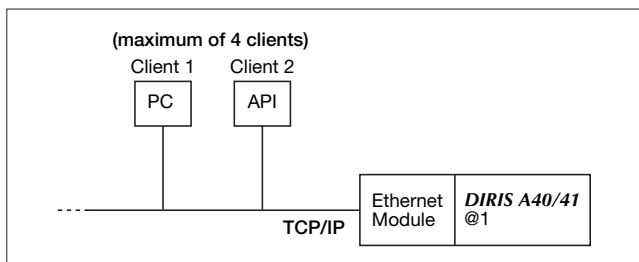 (maximum of 4 clients)
Client 1 Client 2
PC API
Ethernet Module
DIRIS A40/41
@1
TCP/IP